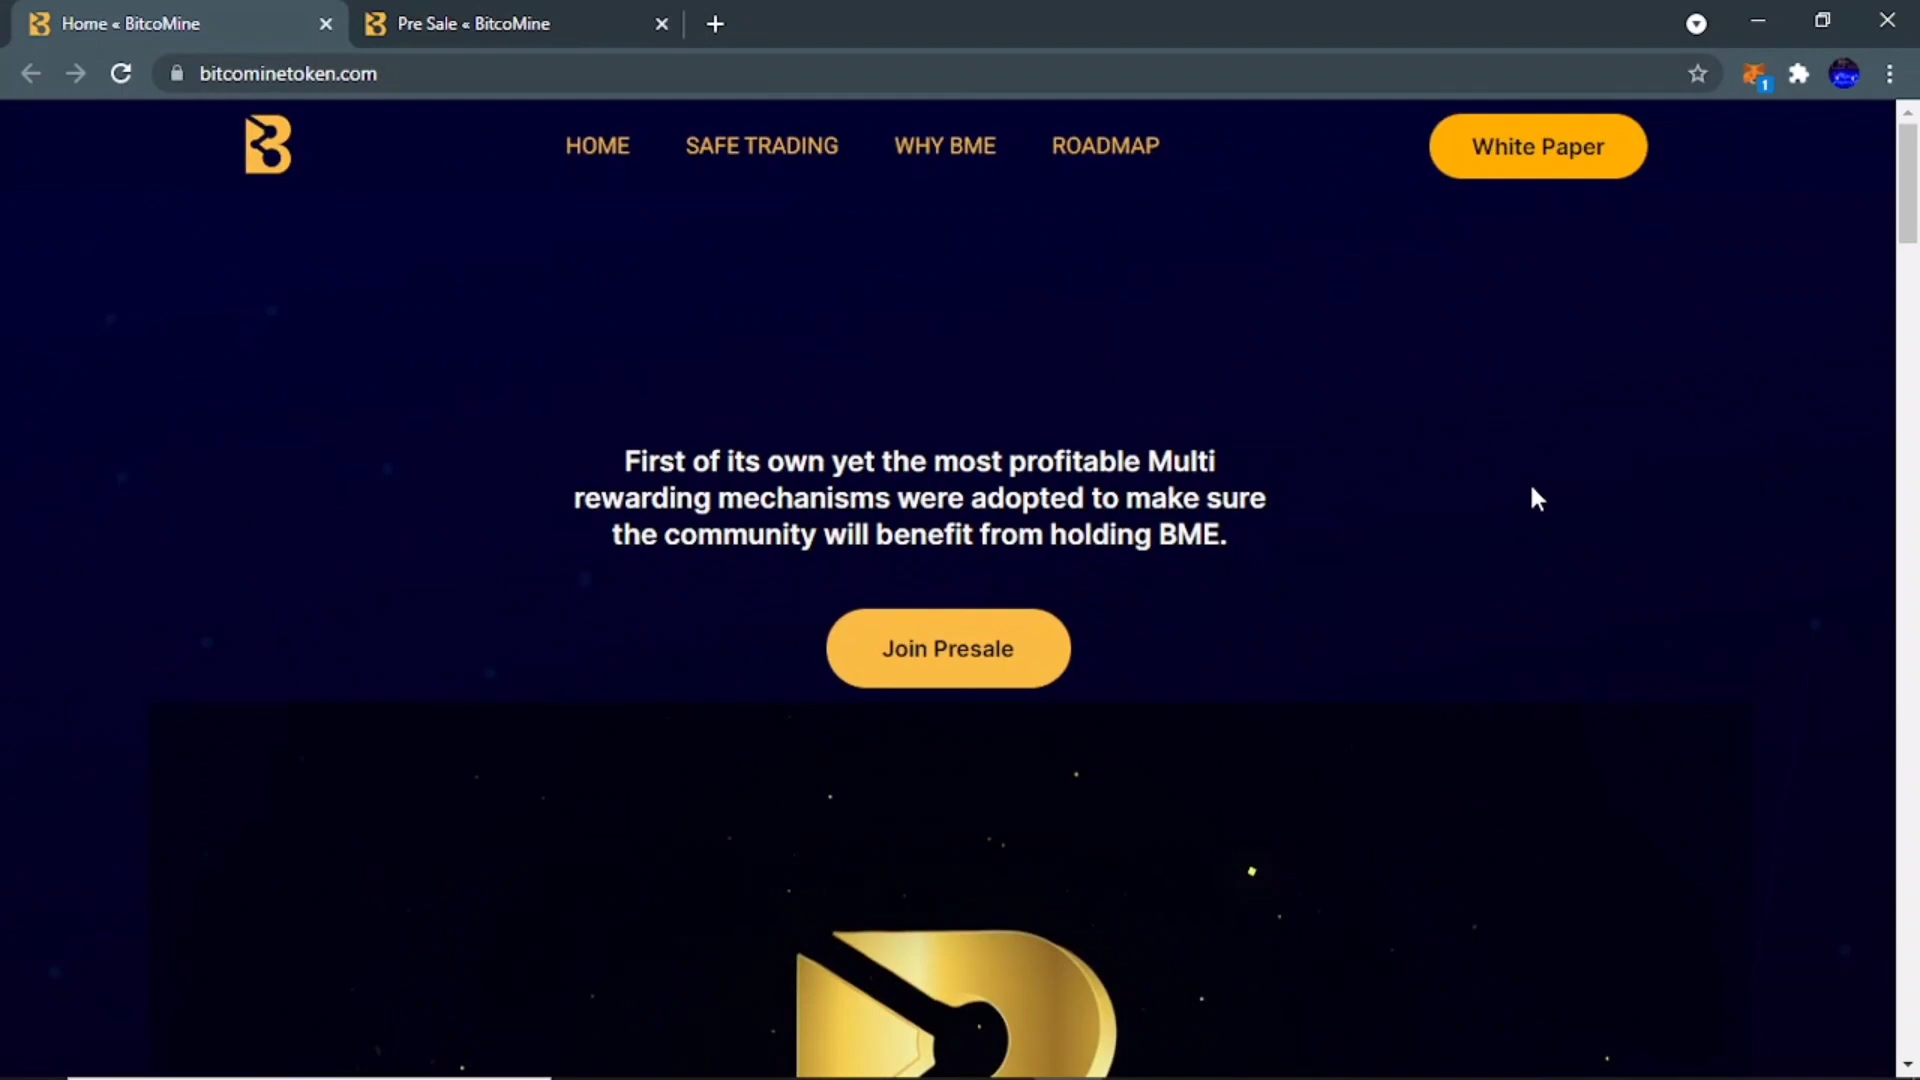 Home « BitcoMine
Pre Sale « BitcoMine
bitcominetoken.com
1
HOME
SAFE TRADING
WHY BME
ROADMAP
White Paper
First of its own yet the most profitable Multi
rewarding mechanisms were adopted to make sure
the community will benefit from holding BME.
Join Presale